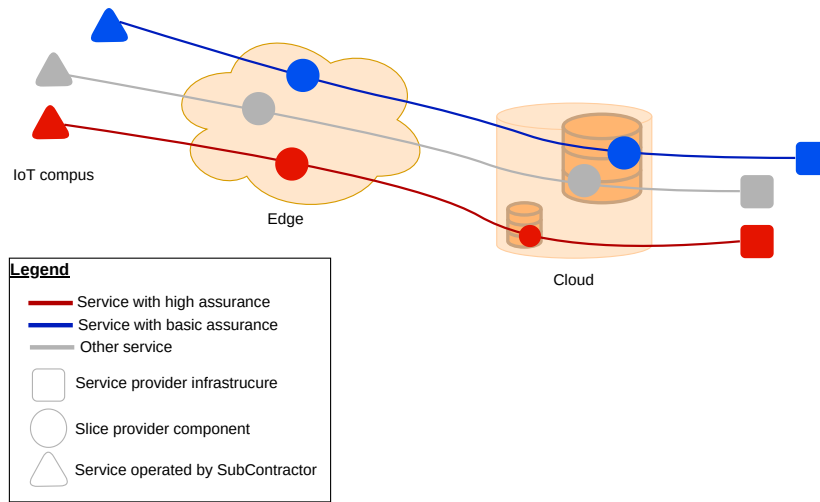 IoT compus
Edge
Cloud
Legend
Service with high assurance
Service with basic assurance
Other service
Service provider infrastrucure
Slice provider component
Service operated by SubContractor